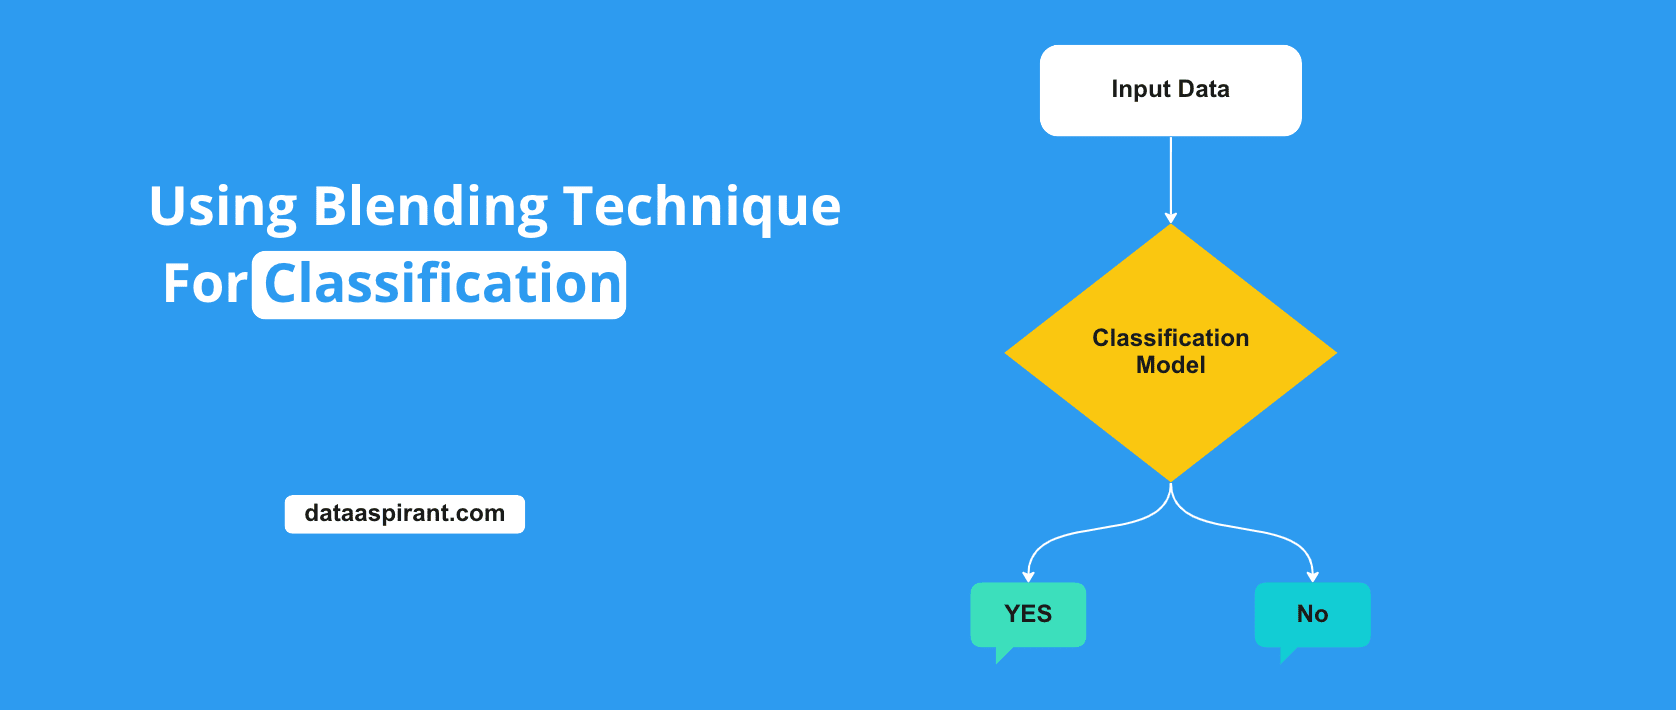 Using Blending Technique
For Classification
dataaspirant.com
Input Data
Classification
Model
YES
No